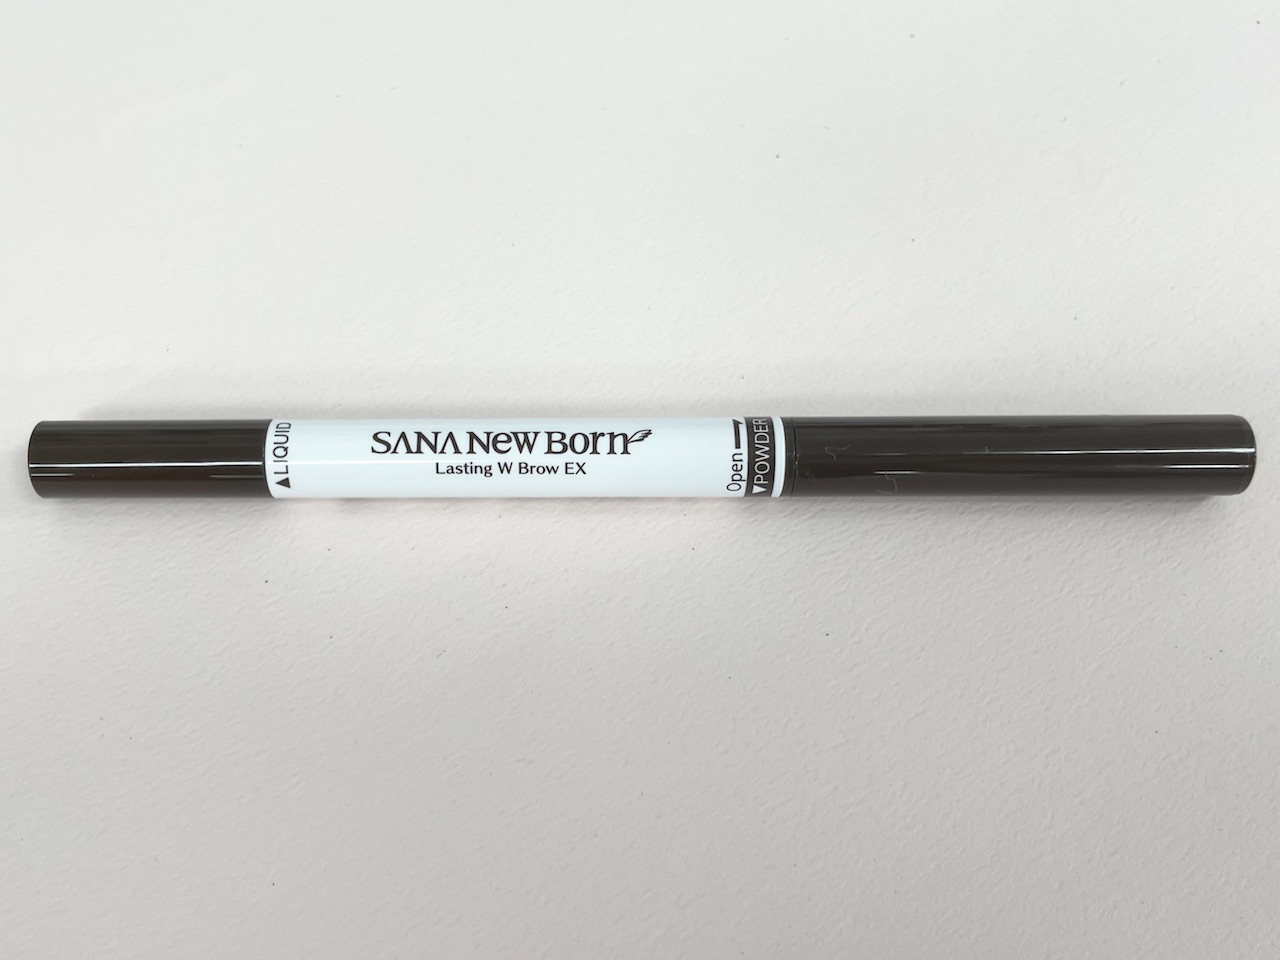 ▲LIQUID
SANA New Born
Lasting W Brow EX
Open
▼POWDER